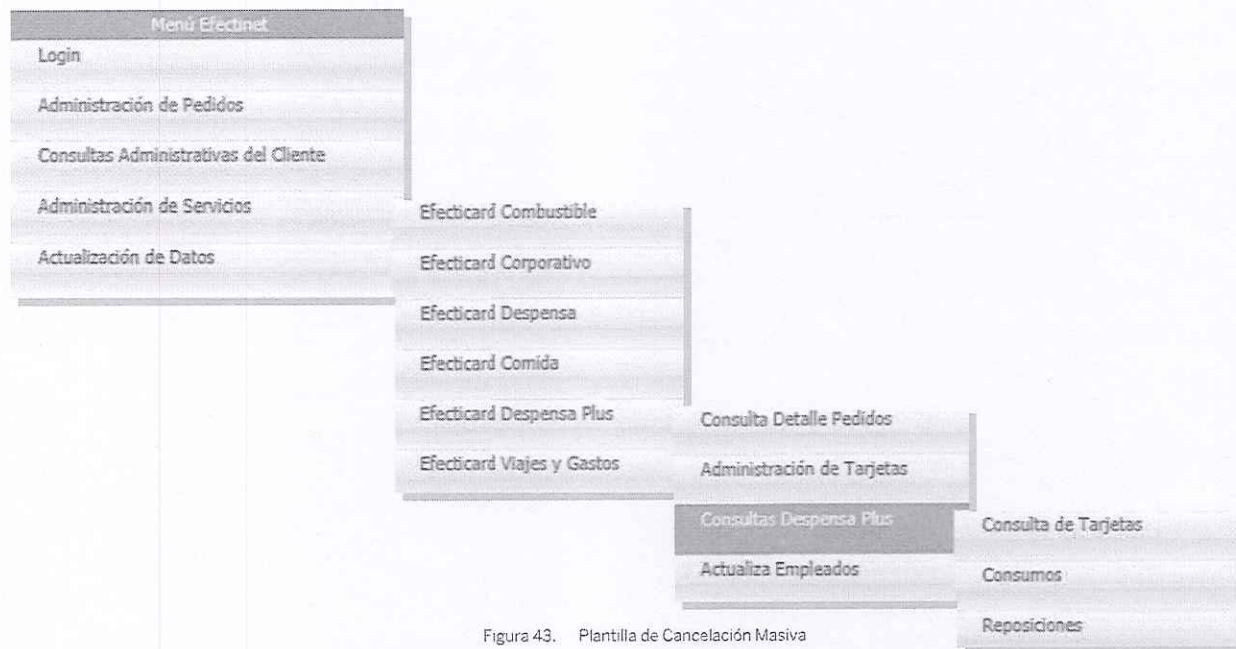 Menú Efectinet
Login
Administración de Pedidos
Consultas Administrativas del Cliente
Administración de Servicios
Actualización de Datos
Efecticard Combustible
Efecticard Corporativo
Efecticard Despensa
Efecticard Comida
Efecticard Despensa Plus
Efecticard Viajes y Gastos
Consulta Detalle Pedidos
Administración de Tarjetas
Consultas Despensa Plus
Actualiza Empleados
Consulta de Tarjetas
Consumos
Reposiciones
Figura 43. Plantilla de Cancelación Masiva